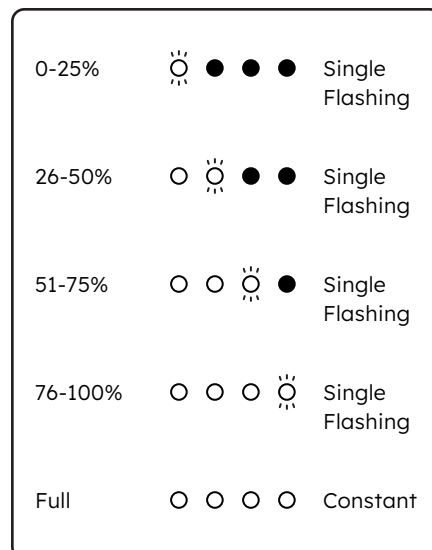 0-25% Single
Flashing
26-50% Single
Flashing
51-75% Single
Flashing
76-100% Single
Flashing
Full Constant